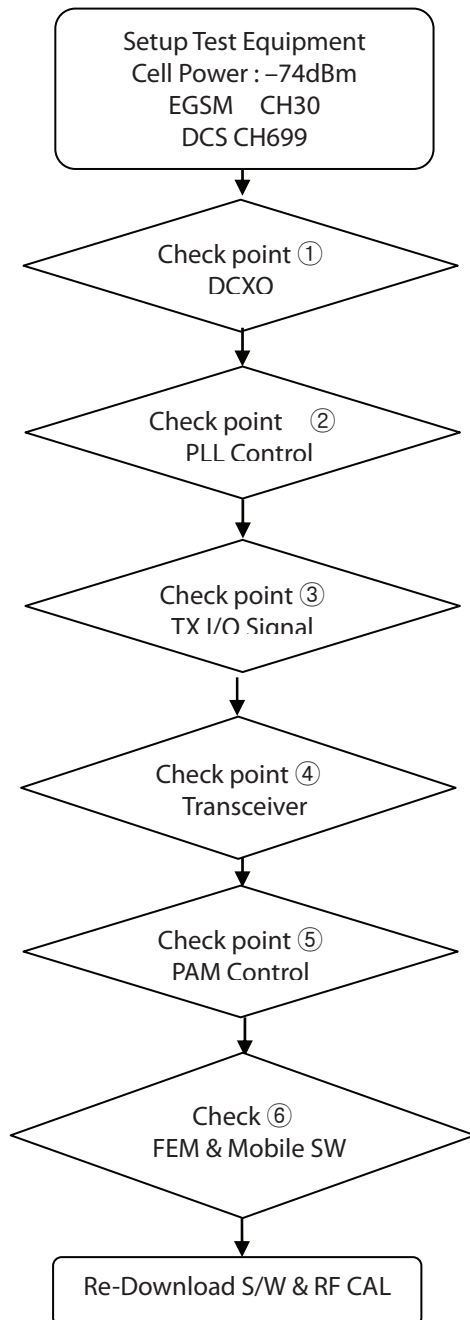 Setup Test Equipment
Cell Power : –74dBm
EGSM CH30
DCS CH699
Check point ①
DCXO
Check point ②
PLL Control
Check point ③
TX I/Q Signal
Check point ④
Transceiver
Check point ⑤
PAM Control
Check ⑥
FEM & Mobile SW
Re-Download S/W & RF CAL